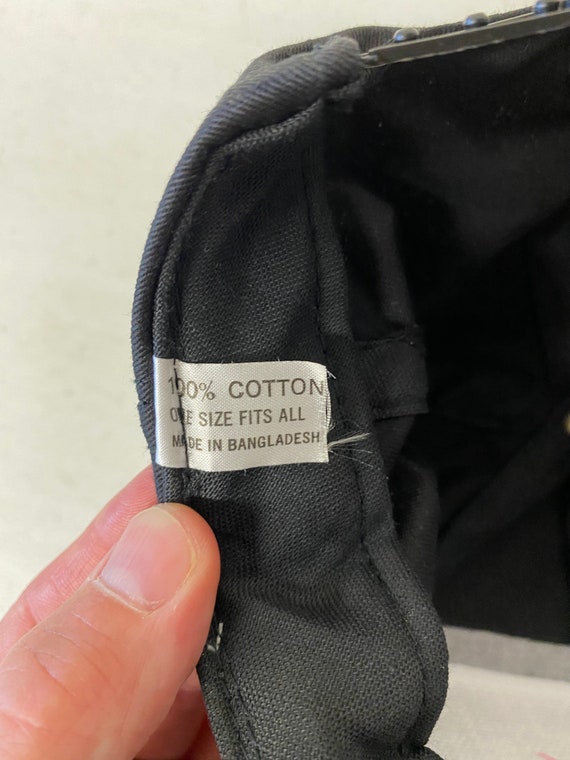 100% COTTON
ONE SIZE FITS ALL
MADE IN BANGLADESH